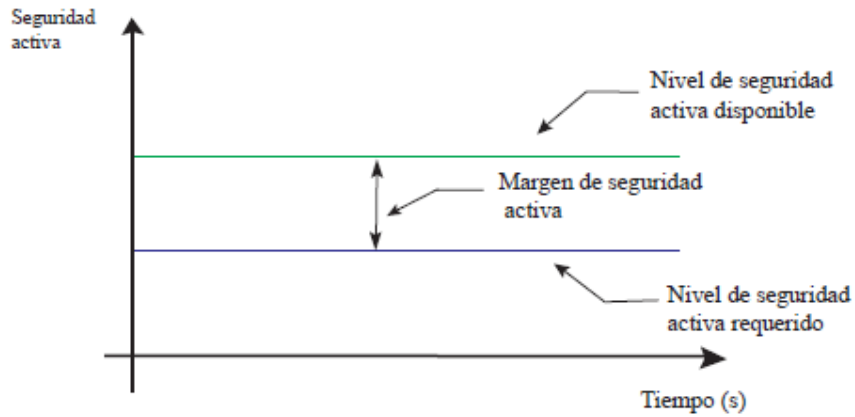 Seguridad
activa
Nivel de seguridad
activa disponible
Margen de seguridad
activa
Nivel de seguridad
activa requerido
Tiempo (s)